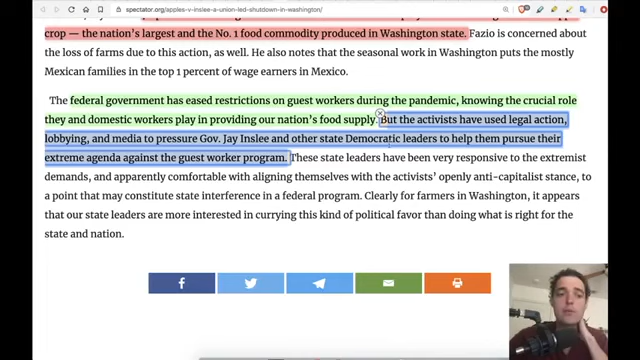 spectator.org/apples-v-inslee-a-union-led-shutdown-in-washington/
crop — the nation's largest and the No. 1 food commodity produced in Washington state. Fazio is concerned about
the loss of farms due to this action, as well. He also notes that the seasonal work in Washington puts the mostly
Mexican families in the top 1 percent of wage earners in Mexico.
The federal government has eased restrictions on guest workers during the pandemic, knowing the crucial role
they and domestic workers play in providing our nation's food supply. But the activists have used legal action,
lobbying, and media to pressure Gov. Jay Inslee and other state Democratic leaders to help them pursue their
extreme agenda against the guest worker program. These state leaders have been very responsive to the extremist
demands, and apparently comfortable with aligning themselves with the activists' openly anti-capitalist stance, to
a point that may constitute state interference in a federal program. Clearly for farmers in Washington, it appears
that our state leaders are more interested in currying this kind of political favor than doing what is right for the
state and nation.